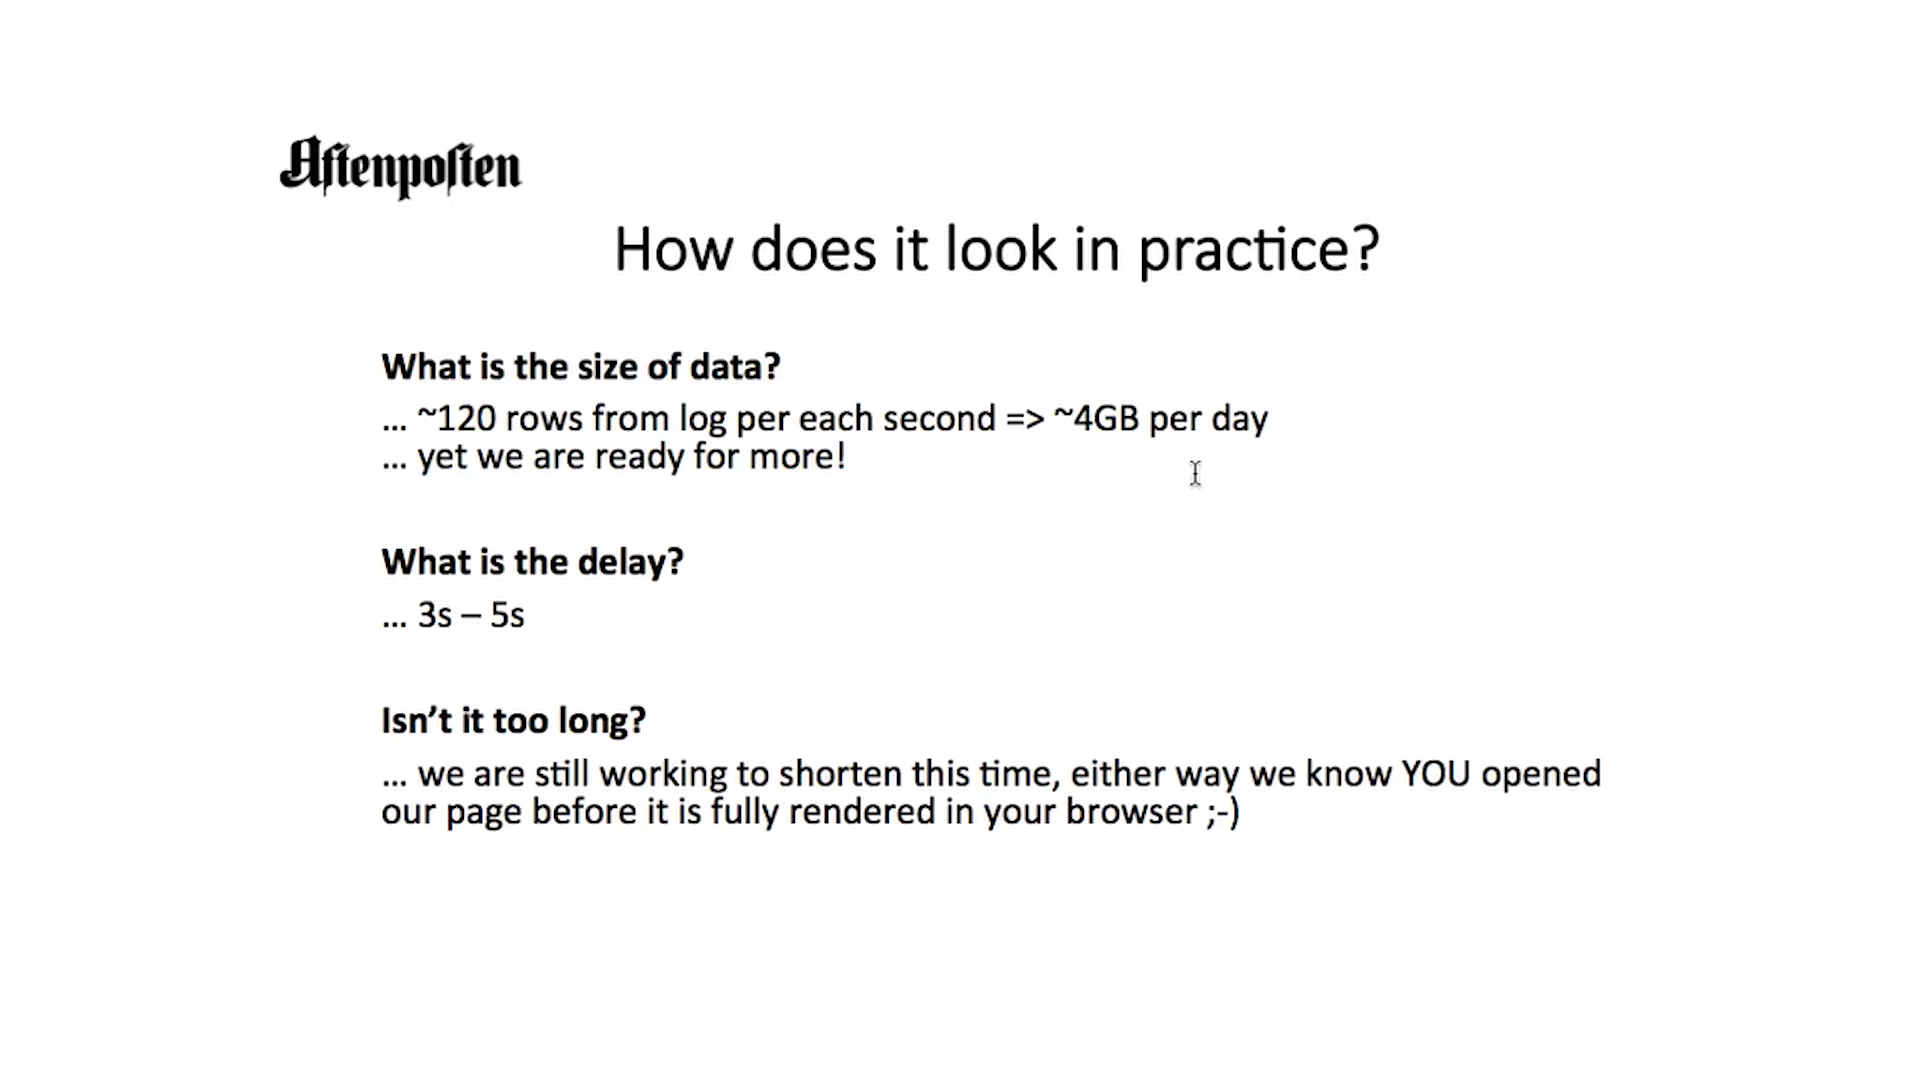 Aftenposten
How does it look in practice?
What is the size of data?
... ~120 rows from log per each second => ~4GB per day
... yet we are ready for more!
What is the delay?
... 3s – 5s
Isn’t it too long?
... we are still working to shorten this time, either way we know YOU opened
our page before it is fully rendered in your browser ;-)